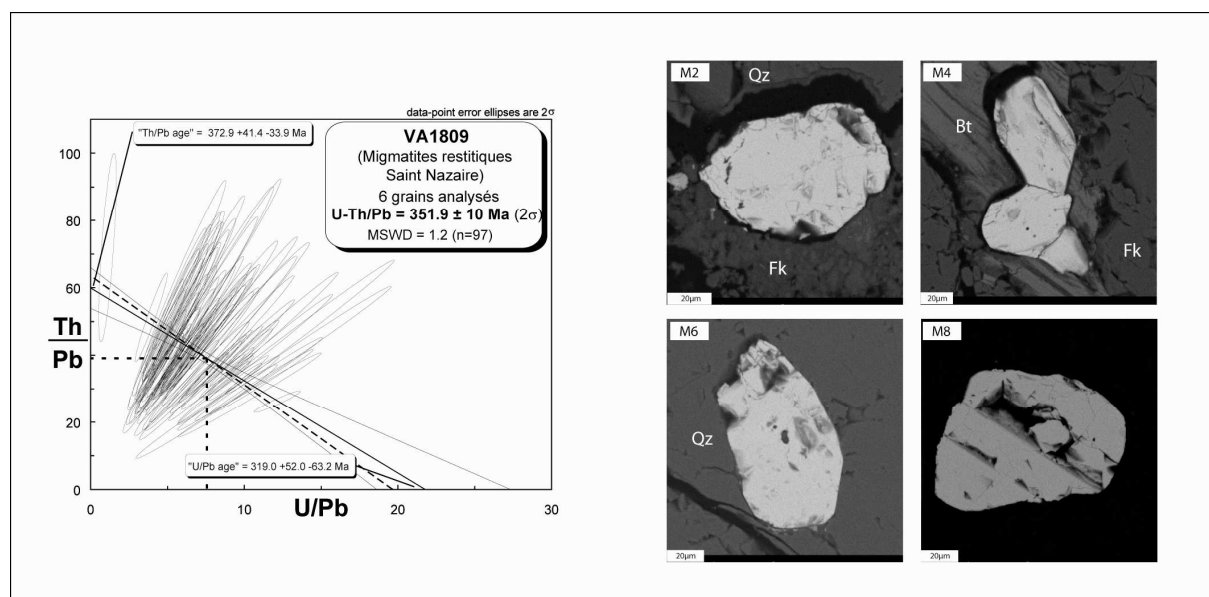 data-point error ellipses are 2σ
"Th/Pb age" = 372.9 +41.4 -33.9 Ma
VA1809
(Migmatites restitiques
Saint Nazaire)
6 grains analysés
U-Th/Pb = 351.9 ± 10 Ma (2σ)
MSWD = 1.2 (n=97)
100
80
60
Th
Pb
40
20
0
"U/Pb age" = 319.0 +52.0 -63.2 Ma
0
10
20
30
U/Pb
M2
Qz
Fk
20µm
M4
Bt
Fk
20µm
M6
Qz
20µm
M8
20µm